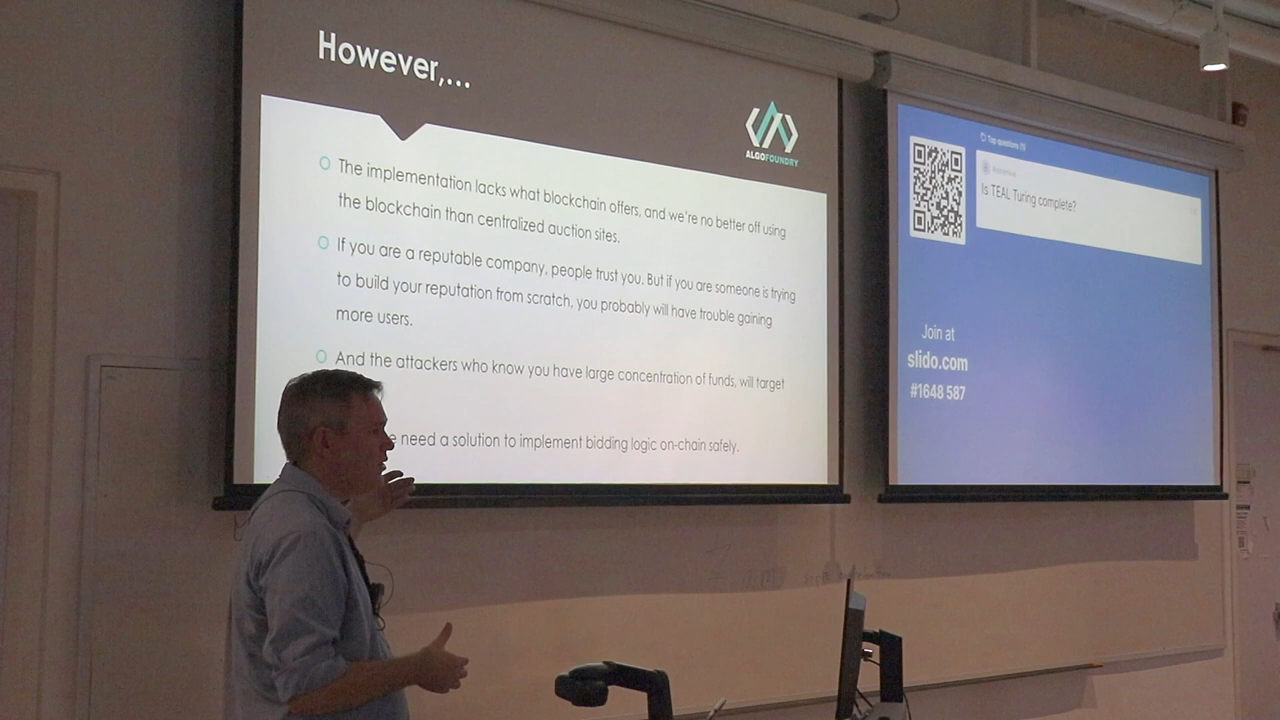 However,...
ALGOFOUNDRY
The implementation lacks what blockchain offers, and we're no better off using
the blockchain than centralized auction sites.
If you are a reputable company, people trust you. But if you are someone is trying
to build your reputation from scratch, you probably will have trouble gaining
more users.
And the attackers who know you have large concentration of funds, will target
need a solution to implement bidding logic on-chain safely.
Top questions (1)
Anonymous
Is TEAL Turing complete?
Join at
slido.com
#1648 587